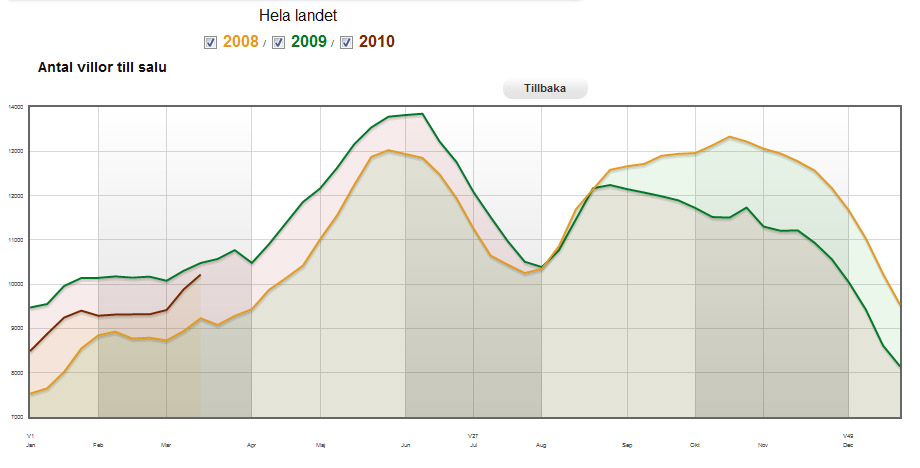 Hela landet
2008 / 2009 / 2010
Antal villor till salu
Tillbaka
14000
13000
12000
11000
10000
9000
8000
7000
V1 V27 V49
Jan Feb Mar Apr Maj Jun Jul Aug Sep Okt Nov Dec